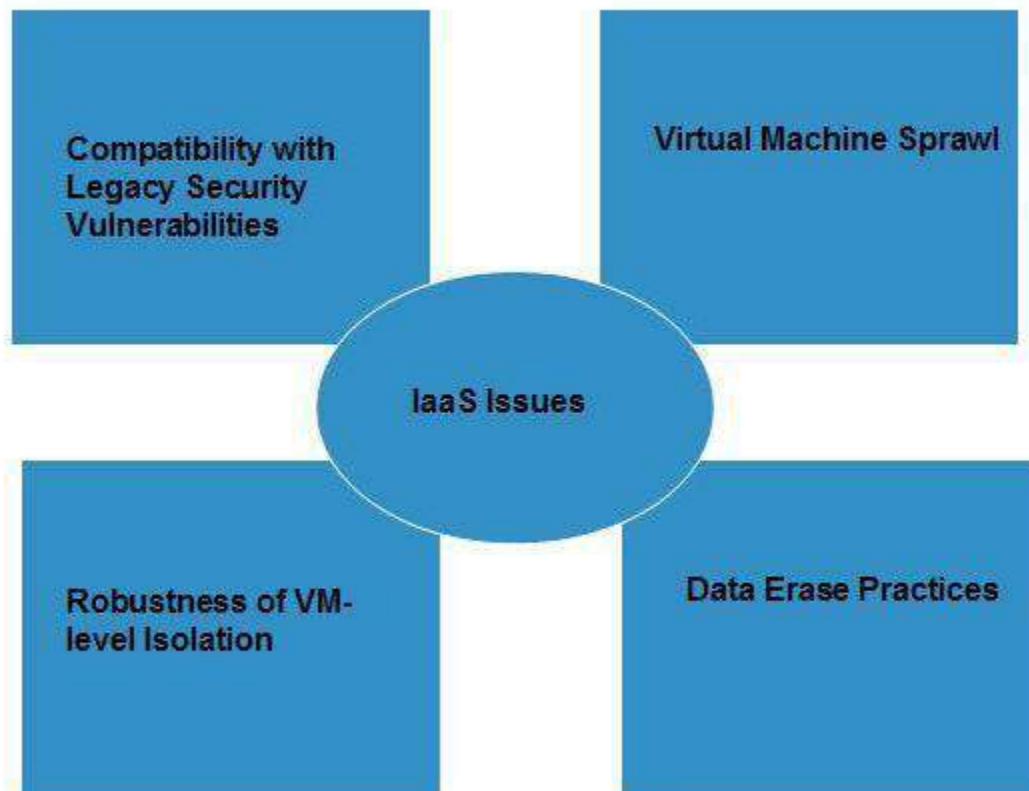 Compatibility with
Legacy Security
Vulnerabilities
Virtual Machine Sprawl
IaaS Issues
Robustness of VM-
level Isolation
Data Erase Practices